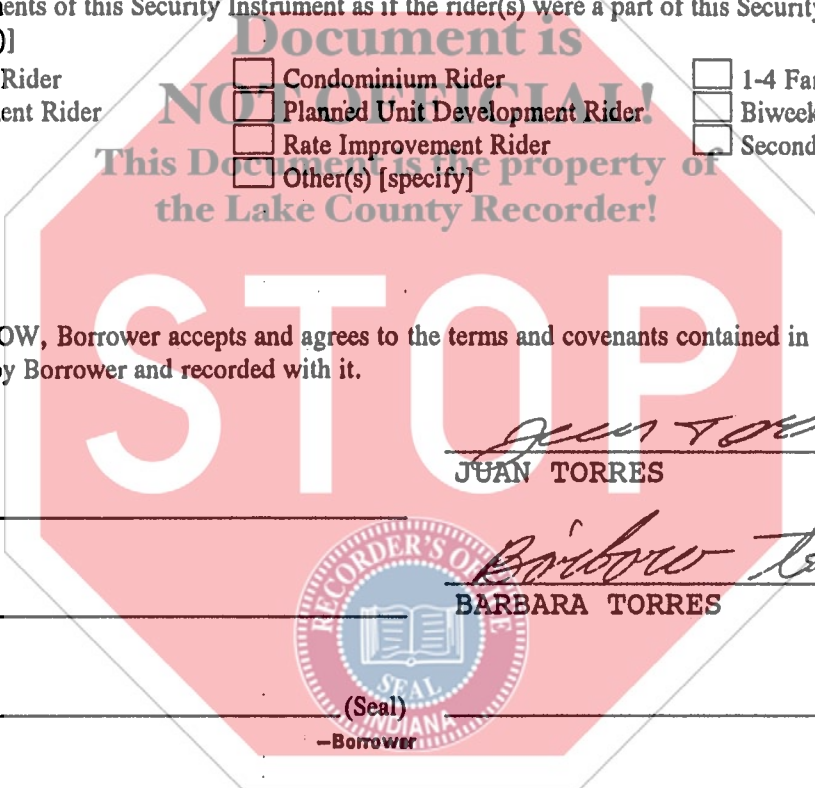 ents of this Security Instrument as if the rider(s) were a part of this Security
)]
Document is
Rider ☐ Condominium Rider ☐ 1-4 Fa
NOT OFFICIAL!
ent Rider ☐ Planned Unit Development Rider ☐ Biweek
☐ Rate Improvement Rider ☐ Second
This Document is the property of
☐ Other(s) [specify]
the Lake County Recorder!
STOP
OW, Borrower accepts and agrees to the terms and covenants contained in
y Borrower and recorded with it.
Juan Tor
JUAN TORRES
RECORDER'S OFFICE
Barbara
BARBARA TORRES
SEAL
(Seal)
INDIANA
—Borrower